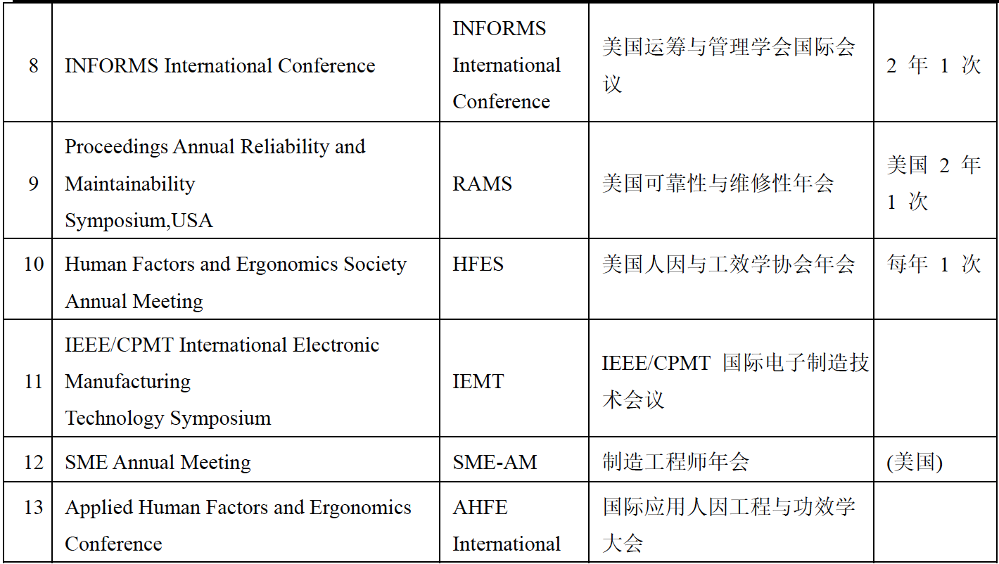 8
INFORMS International Conference
INFORMS
International
Conference
美国运筹与管理学会国际会
议
2 年 1 次
9
Proceedings Annual Reliability and
Maintainability
Symposium,USA
RAMS
美国可靠性与维修性年会
美国 2 年
1 次
10
Human Factors and Ergonomics Society
Annual Meeting
HFES
美国人因与工效学协会年会
每年 1 次
11
IEEE/CPMT International Electronic
Manufacturing
Technology Symposium
IEMT
IEEE/CPMT 国际电子制造技
术会议
12
SME Annual Meeting
SME-AM
制造工程师年会
(美国)
13
Applied Human Factors and Ergonomics
Conference
AHFE
International
国际应用人因工程与功效学
大会